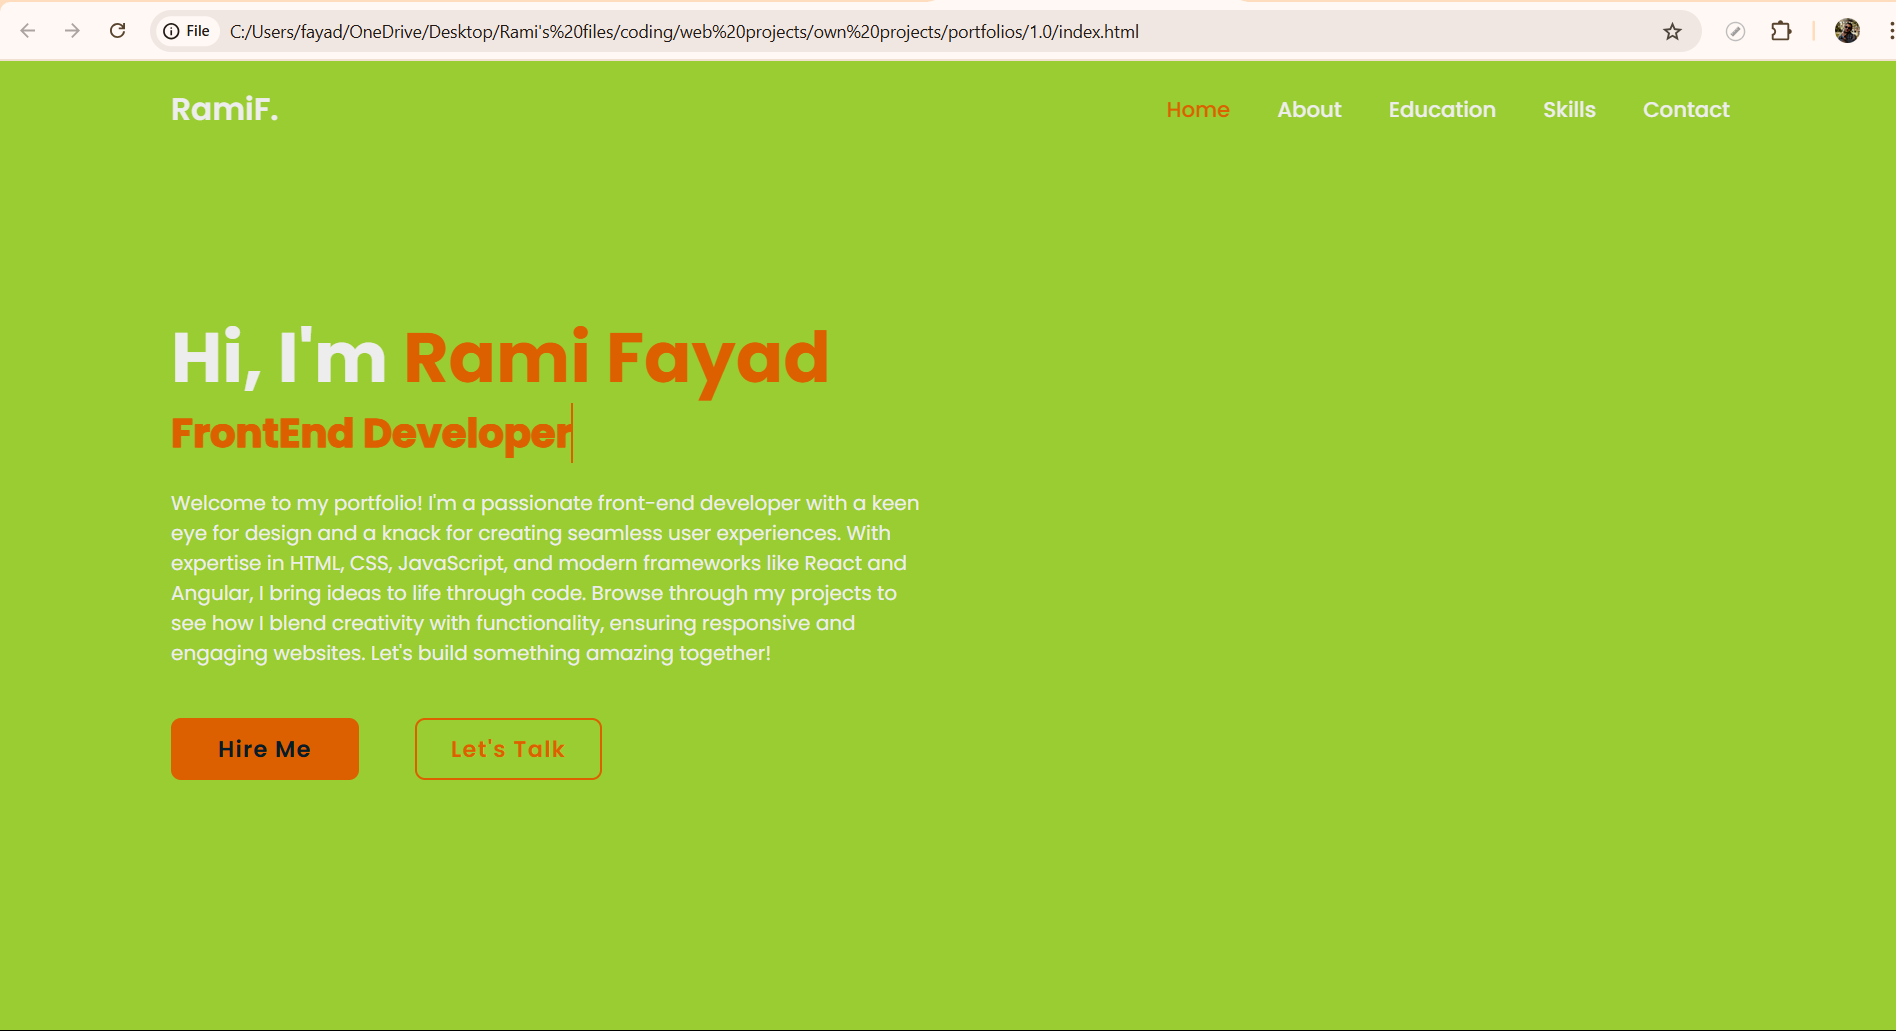 File C:/Users/fayad/OneDrive/Desktop/Rami's%20files/coding/web%20projects/own%20projects/portfolios/1.0/index.html
RamiF. Home About Education Skills Contact
Hi, I'm Rami Fayad
FrontEnd Developer
Welcome to my portfolio! I'm a passionate front-end developer with a keen
eye for design and a knack for creating seamless user experiences. With
expertise in HTML, CSS, JavaScript, and modern frameworks like React and
Angular, I bring ideas to life through code. Browse through my projects to
see how I blend creativity with functionality, ensuring responsive and
engaging websites. Let's build something amazing together!
Hire Me Let's Talk